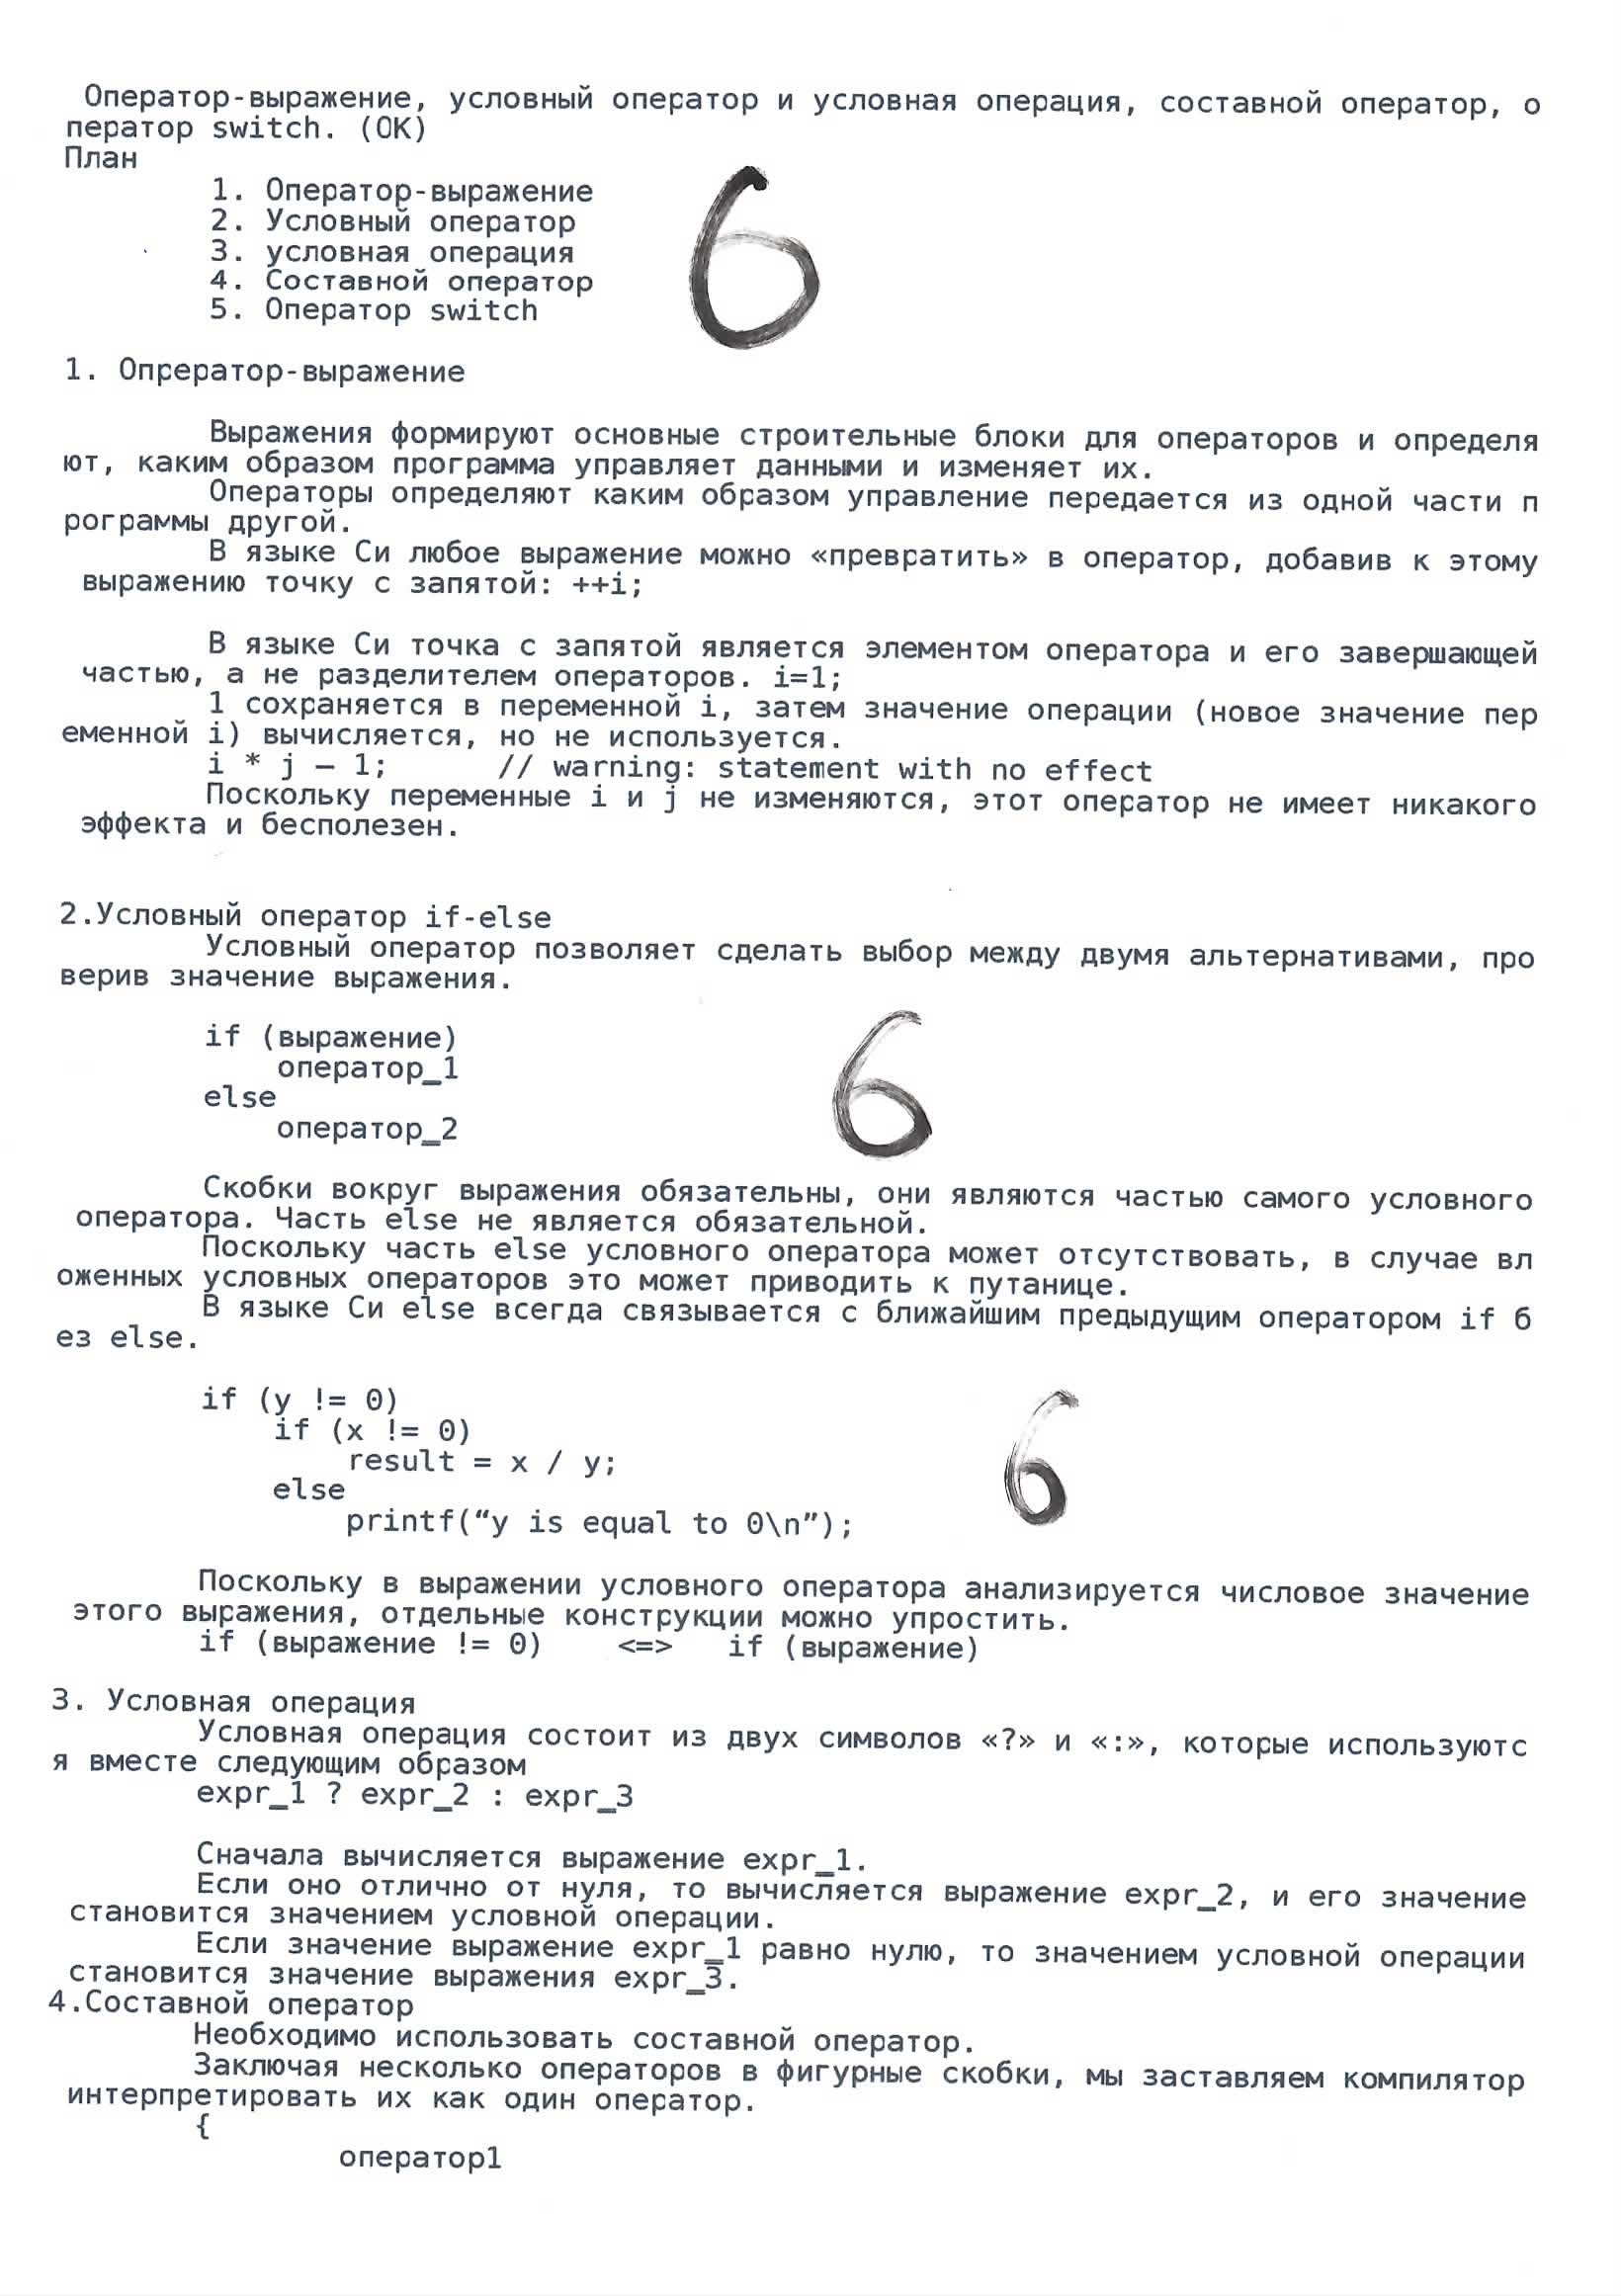 Оператор-выражение, условный оператор и условная операция, составной оператор, о
ператор switch. (ОК)
План
1. Оператор-выражение
2. Условный оператор
3. условная операция
4. Составной оператор
5. Оператор switch
6
1. Опрератор-выражение
Выражения формируют основные строительные блоки для операторов и определя
ют, каким образом программа управляет данными и изменяет их.
Операторы определяют каким образом управление передается из одной части п
рограммы другой.
В языке Си любое выражение можно «превратить» в оператор, добавив к этому
выражению точку с запятой: ++i;
В языке Си точка с запятой является элементом оператора и его завершающей
частью, а не разделителем операторов. i=1;
1 сохраняется в переменной i, затем значение операции (новое значение пер
еменной i) вычисляется, но не используется.
i * j – 1; // warning: statement with no effect
Поскольку переменные i и j не изменяются, этот оператор не имеет никакого
эффекта и бесполезен.
2.Условный оператор if-else
Условный оператор позволяет сделать выбор между двумя альтернативами, про
верив значение выражения.
if (выражение)
оператор_1
else
оператор_2
6
Скобки вокруг выражения обязательны, они являются частью самого условного
оператора. Часть else не является обязательной.
Поскольку часть else условного оператора может отсутствовать, в случае вл
оженных условных операторов это может приводить к путанице.
В языке Си else всегда связывается с ближайшим предыдущим оператором if б
ез else.
if (y != 0)
if (x != 0)
result = x / y;
else
printf(“y is equal to 0\n”);
6
Поскольку в выражении условного оператора анализируется числовое значение
этого выражения, отдельные конструкции можно упростить.
if (выражение != 0) <=> if (выражение)
3. Условная операция
Условная операция состоит из двух символов «?» и «:», которые используютс
я вместе следующим образом
expr_1 ? expr_2 : expr_3
Сначала вычисляется выражение expr_1.
Если оно отлично от нуля, то вычисляется выражение expr_2, и его значение
становится значением условной операции.
Если значение выражение expr_1 равно нулю, то значением условной операции
становится значение выражения expr_3.
4.Составной оператор
Необходимо использовать составной оператор.
Заключая несколько операторов в фигурные скобки, мы заставляем компилятор
интерпретировать их как один оператор.
{
оператор1